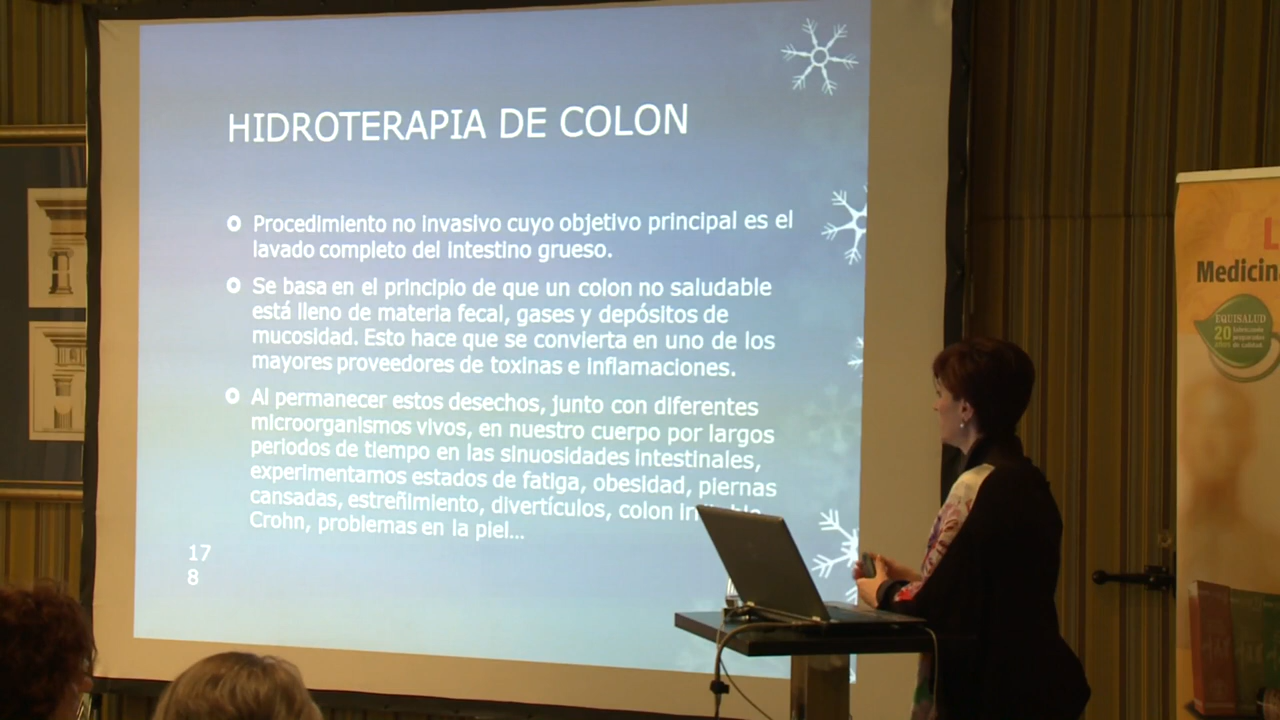 HIDROTERAPIA DE COLON
Procedimiento no invasivo cuyo objetivo principal es el
lavado completo del intestino grueso.
Se basa en el principio de que un colon no saludable
está lleno de materia fecal, gases y depósitos de
mucosidad. Esto hace que se convierta en uno de los
mayores proveedores de toxinas e inflamaciones.
Al permanecer estos desechos, junto con diferentes
microorganismos vivos, en nuestro cuerpo por largos
periodos de tiempo en las sinuosidades intestinales,
experimentamos estados de fatiga, obesidad, piernas
cansadas, estreñimiento, divertículos, colon
Crohn, problemas en la piel...
17
8
L
Medicin
EQUISALUD
20
años